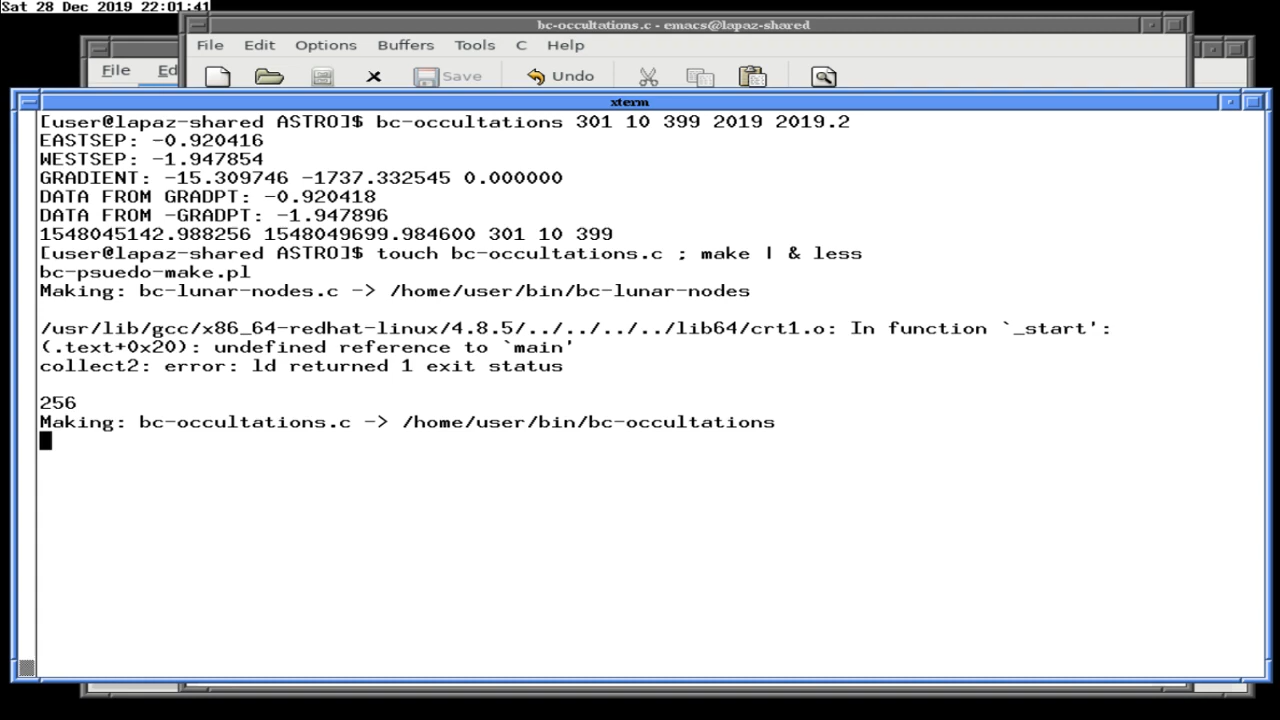 Sat 28 Dec 2019 22:01:41
bc-occultations.c - emacs@lapaz-shared
File Edit Options Buffers Tools C Help
File Ed
Save Undo
xterm
[user@lapaz-shared ASTRO]$ bc-occultations 301 10 399 2019 2019.2
EASTSEP: -0.920416
WESTSEP: -1.947854
GRADIENT: -15.309746 -1737.332545 0.000000
DATA FROM GRADPT: -0.920418
DATA FROM -GRADPT: -1.947896
1548045142.988256 1548049699.984600 301 10 399
[user@lapaz-shared ASTRO]$ touch bc-occultations.c ; make | & less
bc-psuedo-make.pl
Making: bc-lunar-nodes.c -> /home/user/bin/bc-lunar-nodes
/usr/lib/gcc/x86_64-redhat-linux/4.8.5/../../../../lib64/crt1.o: In function `_start':
(.text+0x20): undefined reference to `main'
collect2: error: ld returned 1 exit status
256
Making: bc-occultations.c -> /home/user/bin/bc-occultations